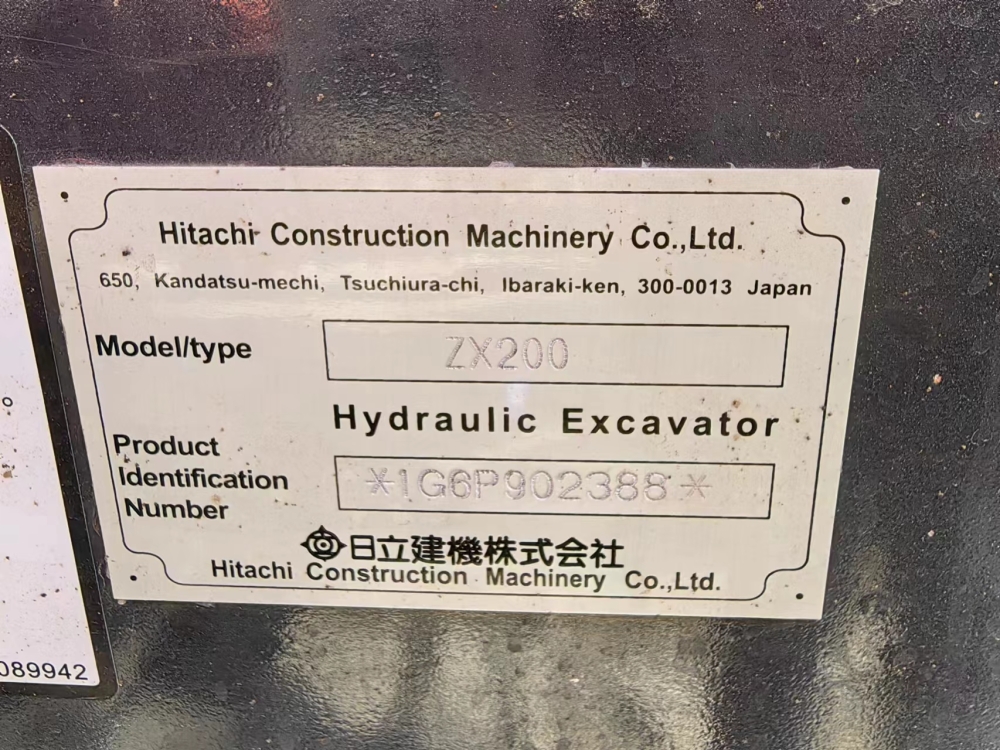 Hitachi Construction Machinery Co.,Ltd.
650, Kandatsu-mechi, Tsuchiura-chi, Ibaraki-ken, 300-0013 Japan
Model/type ZX200
Hydraulic Excavator
Product
Identification
Number
*1G6P902388*
日立建機株式会社
Hitachi Construction Machinery Co.,Ltd.
089942